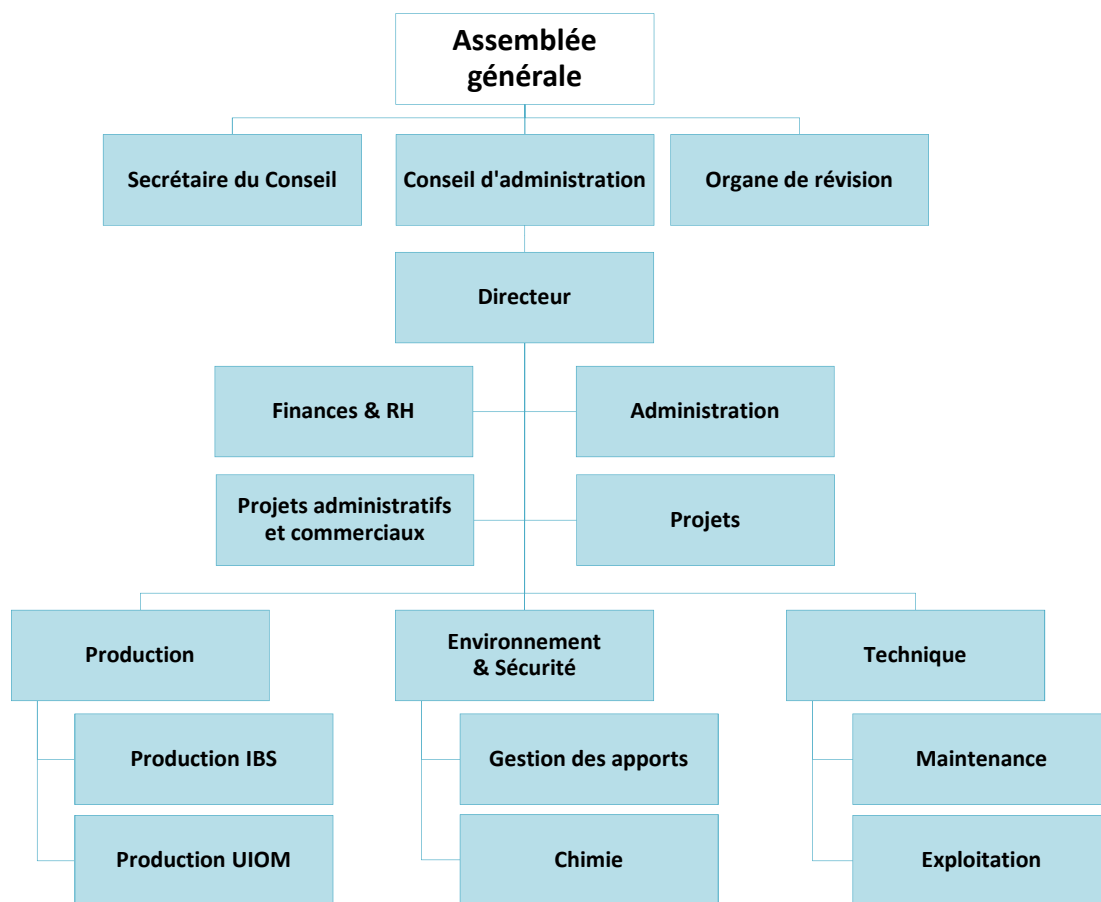 Assemblée
générale
Secrétaire du Conseil
Conseil d'administration
Organe de révision
Directeur
Finances & RH
Administration
Projets administratifs
et commerciaux
Projets
Production
Environnement
& Sécurité
Technique
Production IBS
Gestion des apports
Maintenance
Production UIOM
Chimie
Exploitation